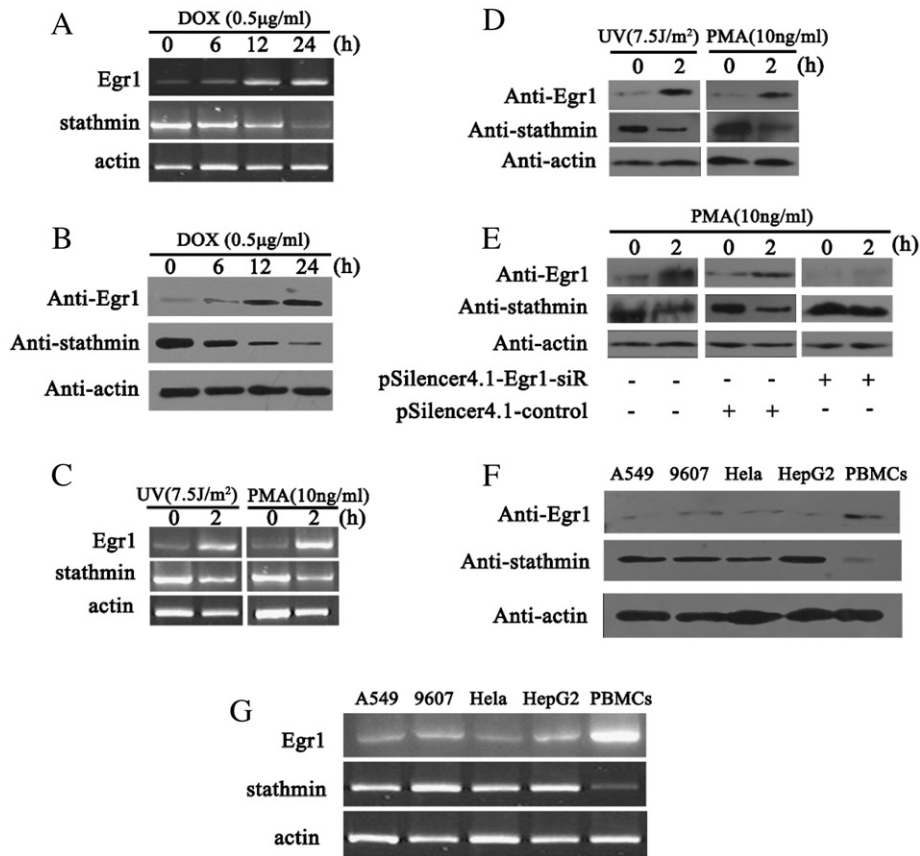 A
DOX (0.5μg/ml)
0 6 12 24 (h)
Egr1
stathmin
actin
B
DOX (0.5μg/ml)
0 6 12 24 (h)
Anti-Egr1
Anti-stathmin
Anti-actin
C
UV(7.5J/m²) PMA(10ng/ml)
0 2 0 2 (h)
Egr1
stathmin
actin
D
UV(7.5J/m²) PMA(10ng/ml)
0 2 0 2 (h)
Anti-Egr1
Anti-stathmin
Anti-actin
E
PMA(10ng/ml)
0 2 0 2 0 2 (h)
Anti-Egr1
Anti-stathmin
Anti-actin
pSilencer4.1-Egr1-siR - - - - + +
pSilencer4.1-control - - + + - -
F
A549 9607 Hela HepG2 PBMCs
Anti-Egr1
Anti-stathmin
Anti-actin
G
A549 9607 Hela HepG2 PBMCs
Egr1
stathmin
actin